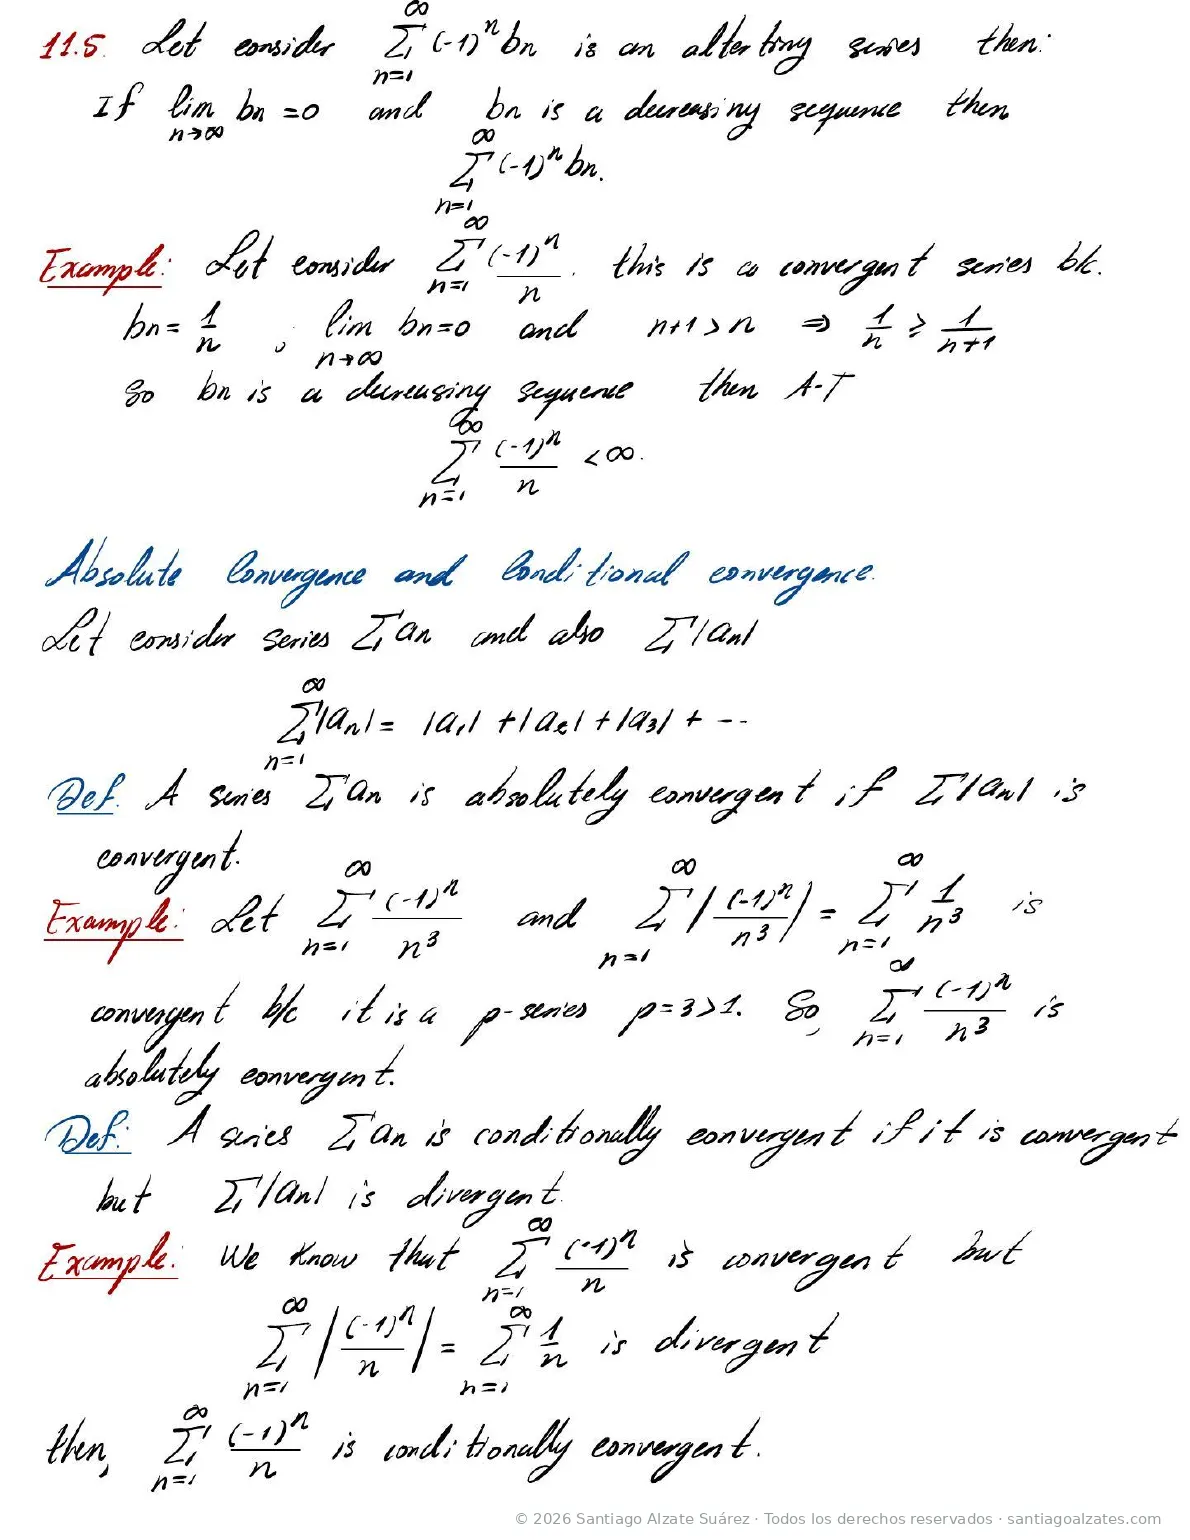 11.5. Let consider ∑_{n=1}^{∞} (-1)^n bn is an alterting series then:
If lim_{n→∞} bn = 0 and bn is a decreasing sequence then
∑_{n=1}^{∞} (-1)^n bn.
Example: Let consider ∑_{n=1}^{∞} (-1)^n/n. this is a convergent series b/c.
bn = 1/n , lim_{n→∞} bn = 0 and n+1 > n ⇒ 1/n ≥ 1/(n+1)
So bn is a decreasing sequence then A-T
∑_{n=1}^{∞} (-1)^n/n < ∞.
Absolute Convergence and Conditional convergence.
Let consider series ∑an and also ∑|an|
∑_{n=1}^{∞} |an| = |a1| + |a2| + |a3| + --
Def. A series ∑an is absolutely convergent if ∑|an| is
convergent.
Example: Let ∑_{n=1}^{∞} (-1)^n/n^3 and ∑_{n=1}^{∞} |(-1)^n/n^3| = ∑_{n=1}^{∞} 1/n^3 is
convergent b/c it is a p-series p=3>1. So, ∑_{n=1}^{∞} (-1)^n/n^3 is
absolutely convergent.
Def: A series ∑an is conditionally convergent if it is convergent
but ∑|an| is divergent.
Example: We know that ∑_{n=1}^{∞} (-1)^n/n is convergent but
∑_{n=1}^{∞} |(-1)^n/n| = ∑_{n=1}^{∞} 1/n is divergent
then, ∑_{n=1}^{∞} (-1)^n/n is conditionally convergent.
© 2026 Santiago Alzate Suárez · Todos los derechos reservados · santiagoalzates.com